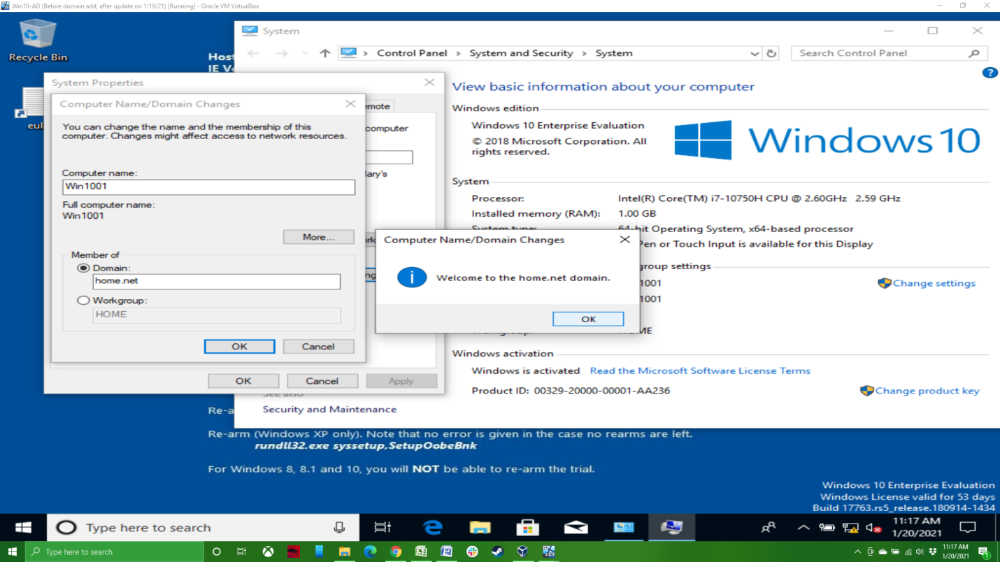 Win10-AD (Before domain add, after update on 1/19/21) [Running] - Oracle VM VirtualBox
Recycle Bin
System
Control Panel > System and Security > System
Search Control Panel
System Properties
Computer Name/Domain Changes
You can change the name and the membership of this
computer. Changes might affect access to network resources.
Computer name:
Win1001
Full computer name:
Win1001
More...
Member of
Domain:
home.net
Workgroup:
HOME
OK
Cancel
computer
OK
Cancel
Apply
Computer Name/Domain Changes
Welcome to the home.net domain.
OK
View basic information about your computer
Windows edition
Windows 10 Enterprise Evaluation
© 2018 Microsoft Corporation. All
rights reserved.
Windows 10
System
Processor: Intel(R) Core(TM) i7-10750H CPU @ 2.60GHz 2.59 GHz
Installed memory (RAM): 1.00 GB
System type: 64-bit Operating System, x64-based processor
Pen or Touch Input is available for this Display
group settings
1001
Change settings
1001
Windows activation
Windows is activated Read the Microsoft Software License Terms
Product ID: 00329-20000-00001-AA236
Change product key
See also
Security and Maintenance
Re-arm (Windows XP only). Note that no error is given in the case no rearms are left.
rundll32.exe syssetup,SetupOobeBnk
For Windows 8, 8.1 and 10, you will NOT be able to re-arm the trial.
Windows 10 Enterprise Evaluation
Windows License valid for 53 days
Build 17763.rs5_release.180914-1434
Type here to search
11:17 AM
1/20/2021
Type here to search
11:17 AM
1/20/2021